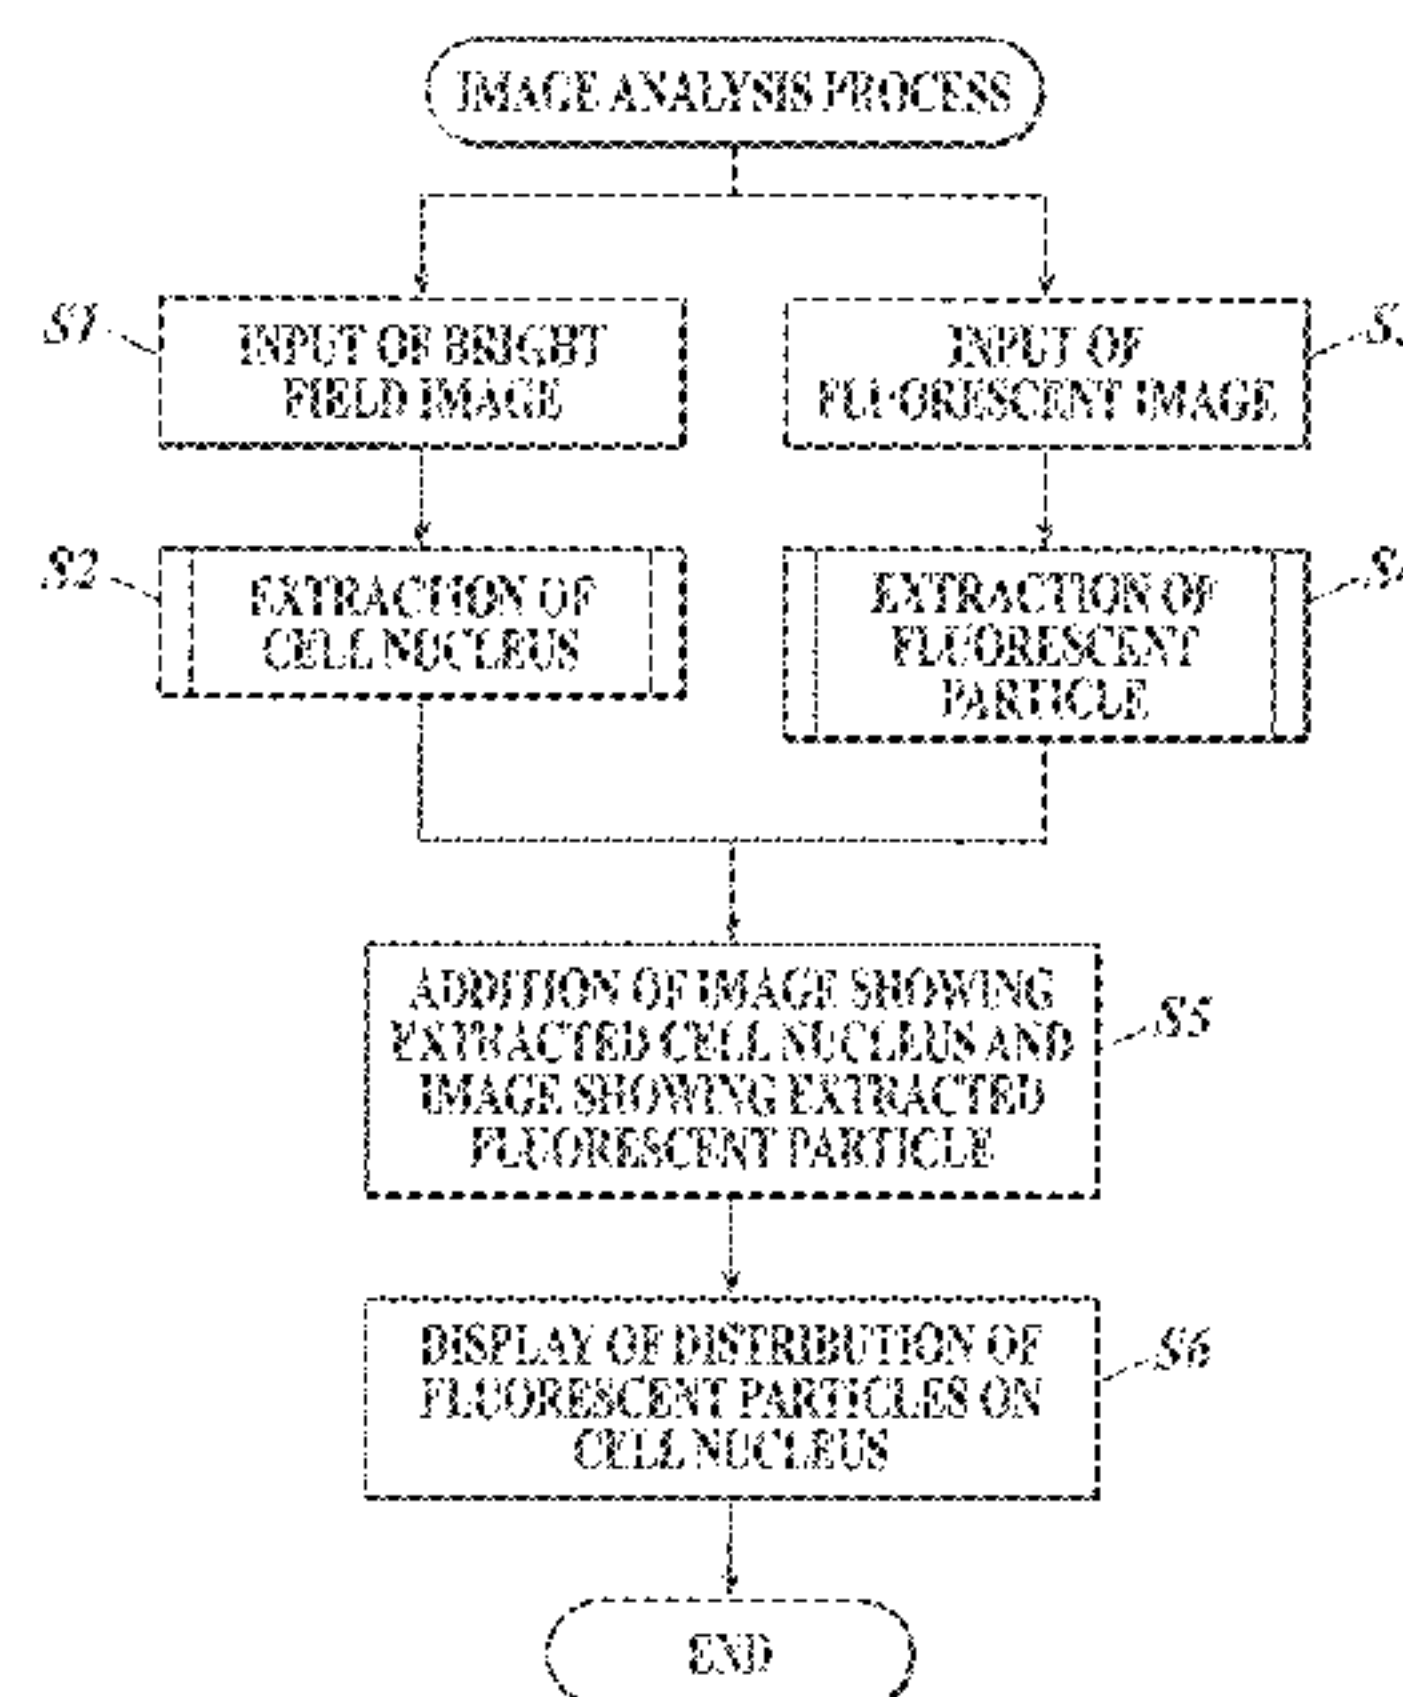 IMAGE ANALYSIS PROCESS
S1
INPUT OF BRIGHT
FIELD IMAGE
INPUT OF
FLUORESCENT IMAGE
S2
EXTRACTION OF
CELL NUCLEUS
EXTRACTION OF
FLUORESCENT
PARTICLE
ADDITION OF IMAGE SHOWING
EXTRACTED CELL NUCLEUS AND
IMAGE SHOWING EXTRACTED
FLUORESCENT PARTICLE
S5
DISPLAY OF DISTRIBUTION OF
FLUORESCENT PARTICLES ON
CELL NUCLEUS
S6
END